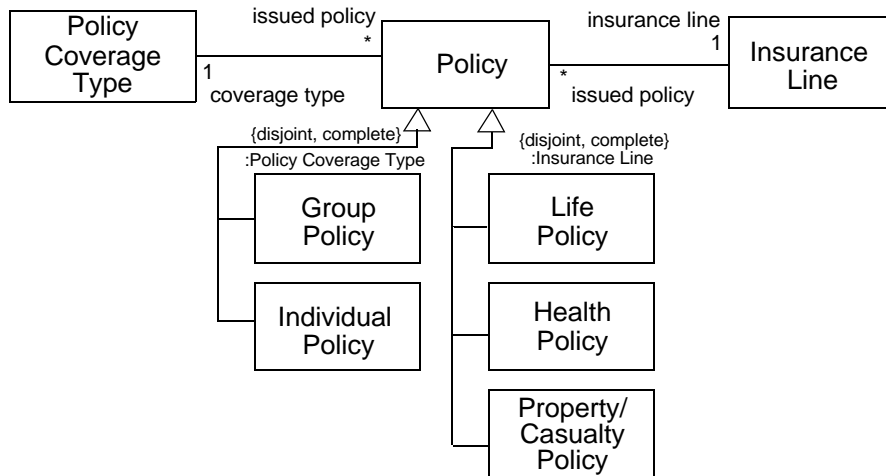 Policy
Coverage
Type
issued policy
*
1
coverage type
Policy
insurance line
1
*
issued policy
Insurance
Line
{disjoint, complete}
:Policy Coverage Type
{disjoint, complete}
:Insurance Line
Group
Policy
Individual
Policy
Life
Policy
Health
Policy
Property/
Casualty
Policy